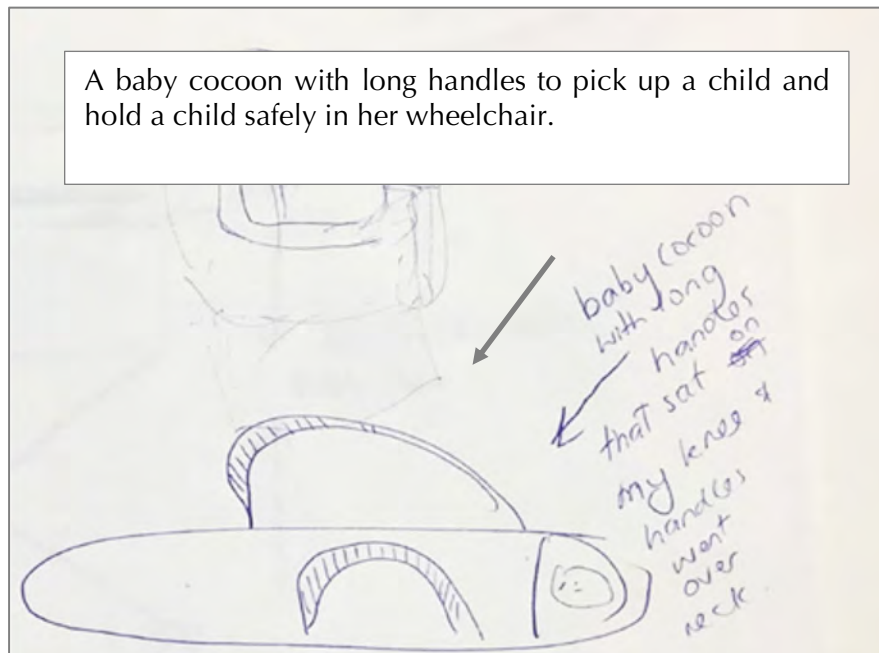 A baby cocoon with long handles to pick up a child and
hold a child safely in her wheelchair.
baby cocoon
with long
handles
that sat on
my knee &
handles
went
over
neck.